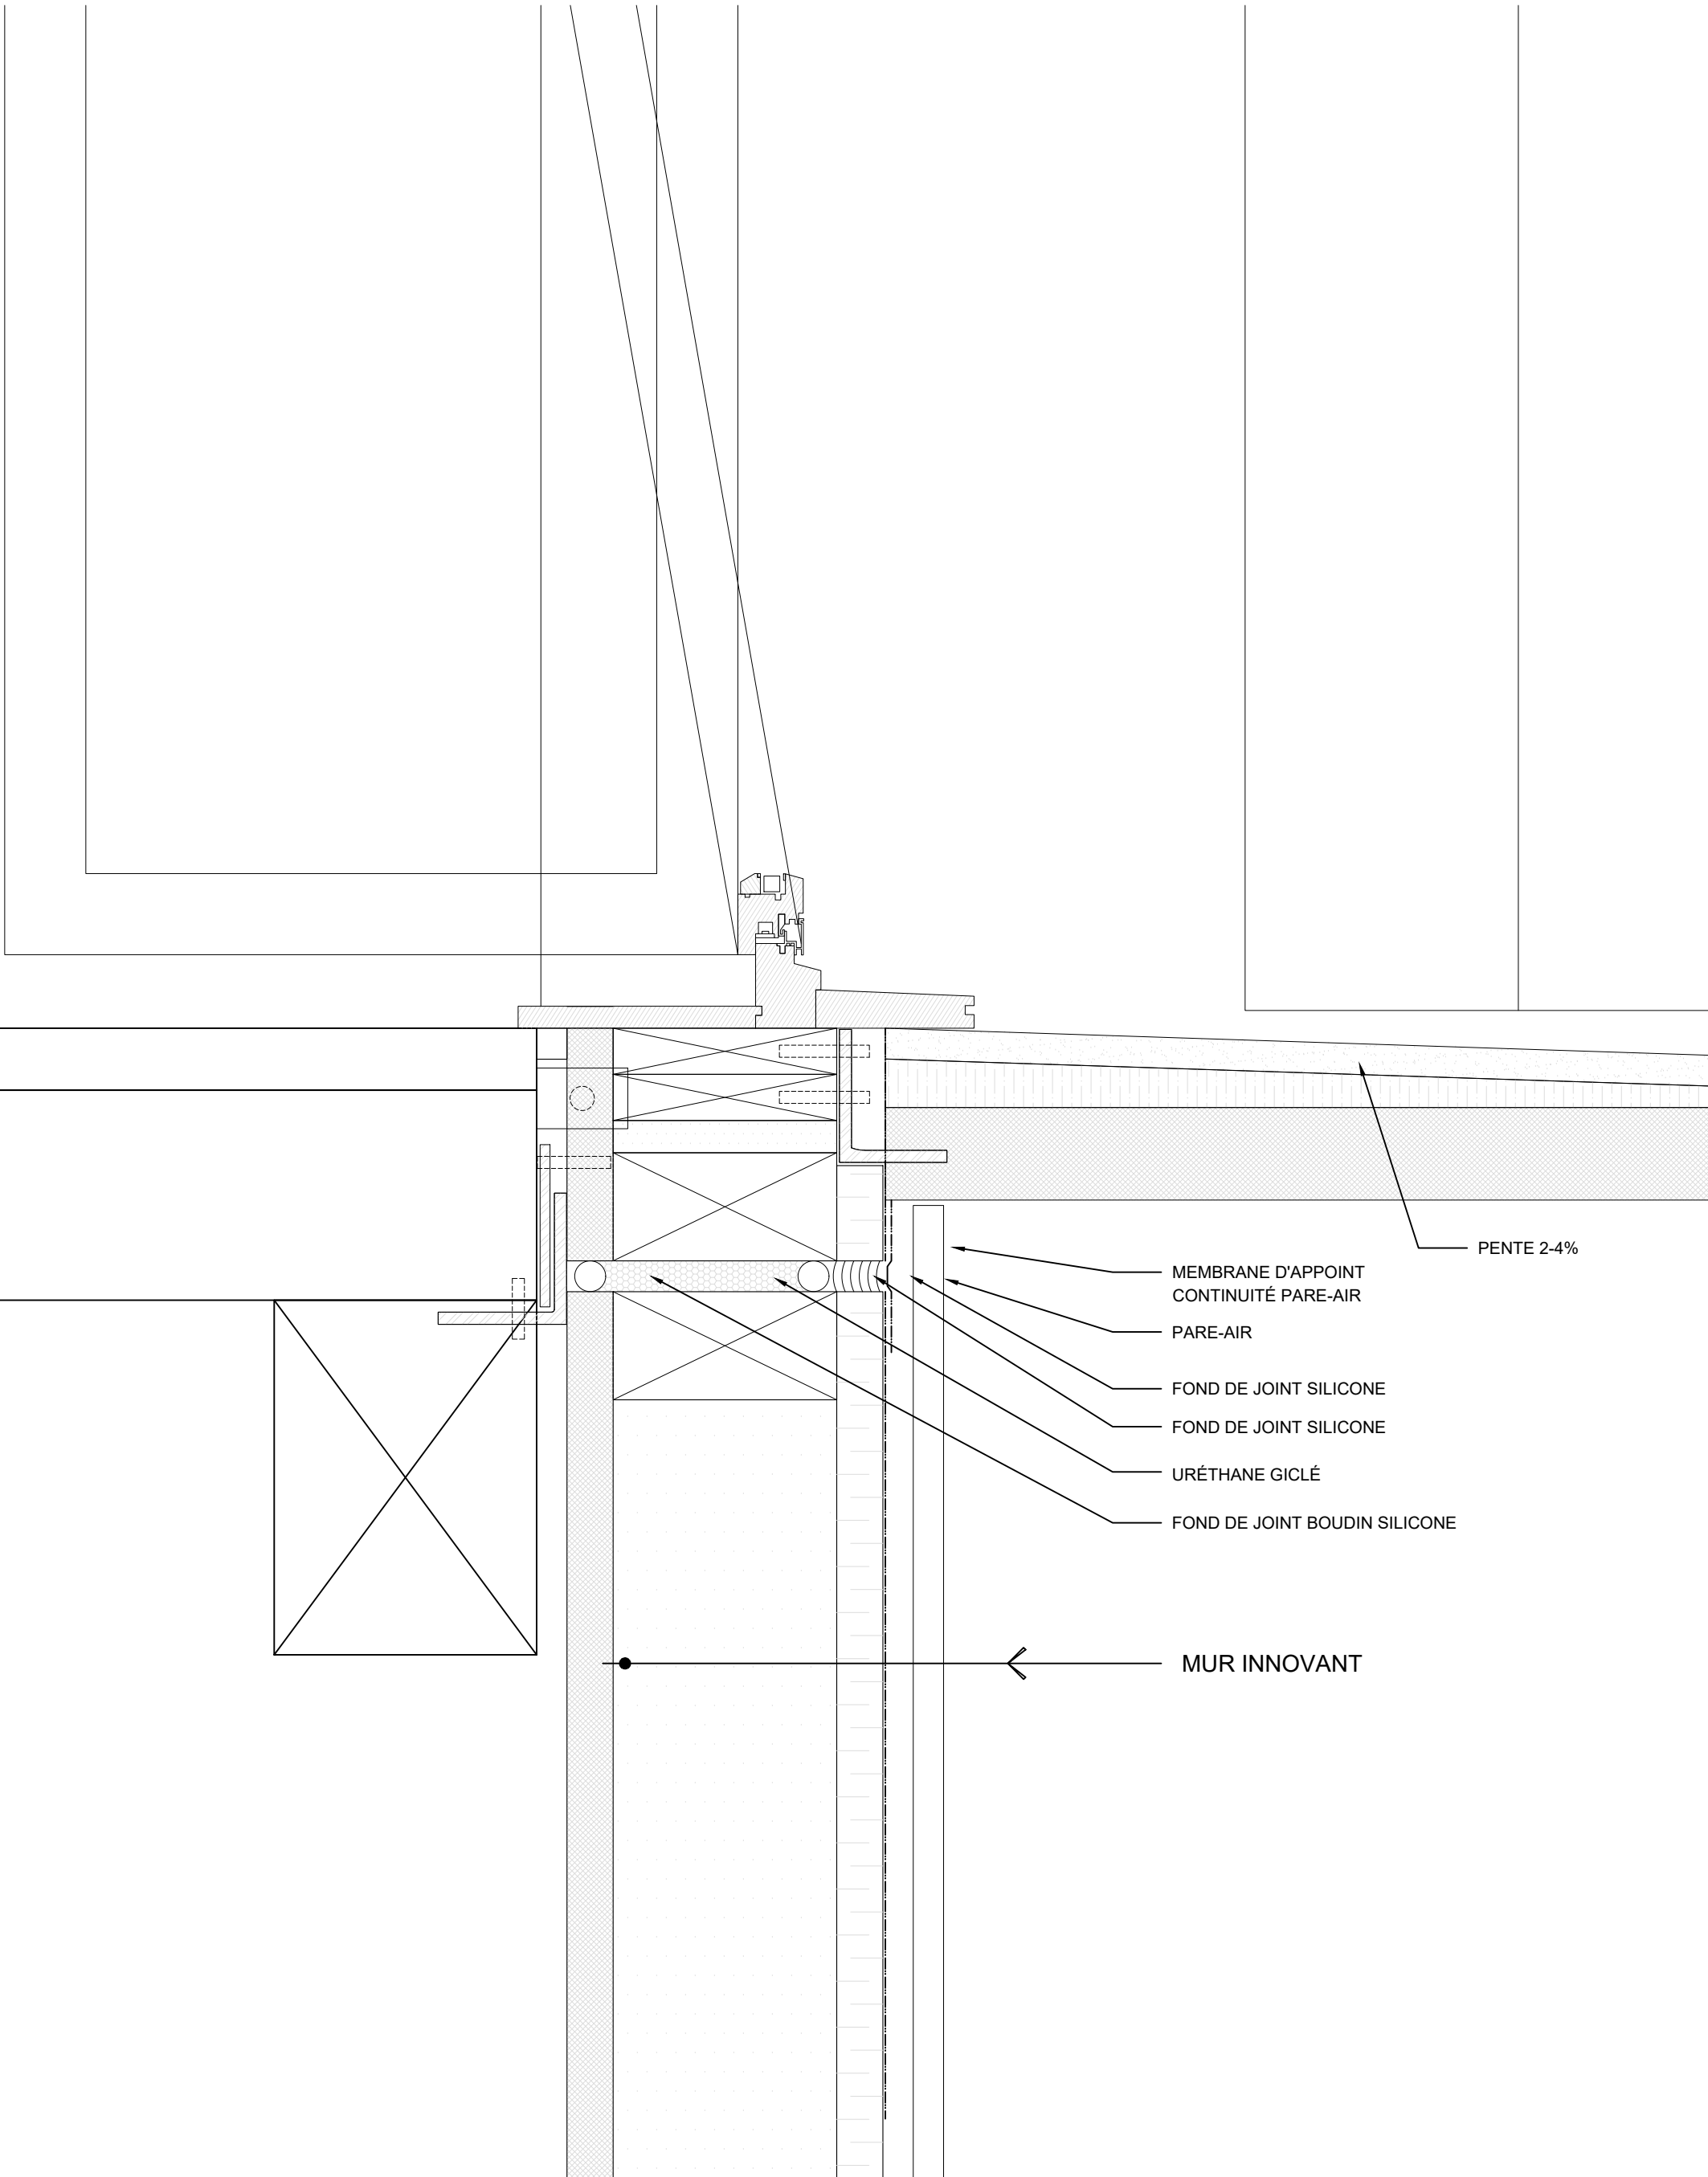 PENTE 2-4%
MEMBRANE D'APPOINT
CONTINUITÉ PARE-AIR
PARE-AIR
FOND DE JOINT SILICONE
FOND DE JOINT SILICONE
URÉTHANE GICLÉ
FOND DE JOINT BOUDIN SILICONE
MUR INNOVANT